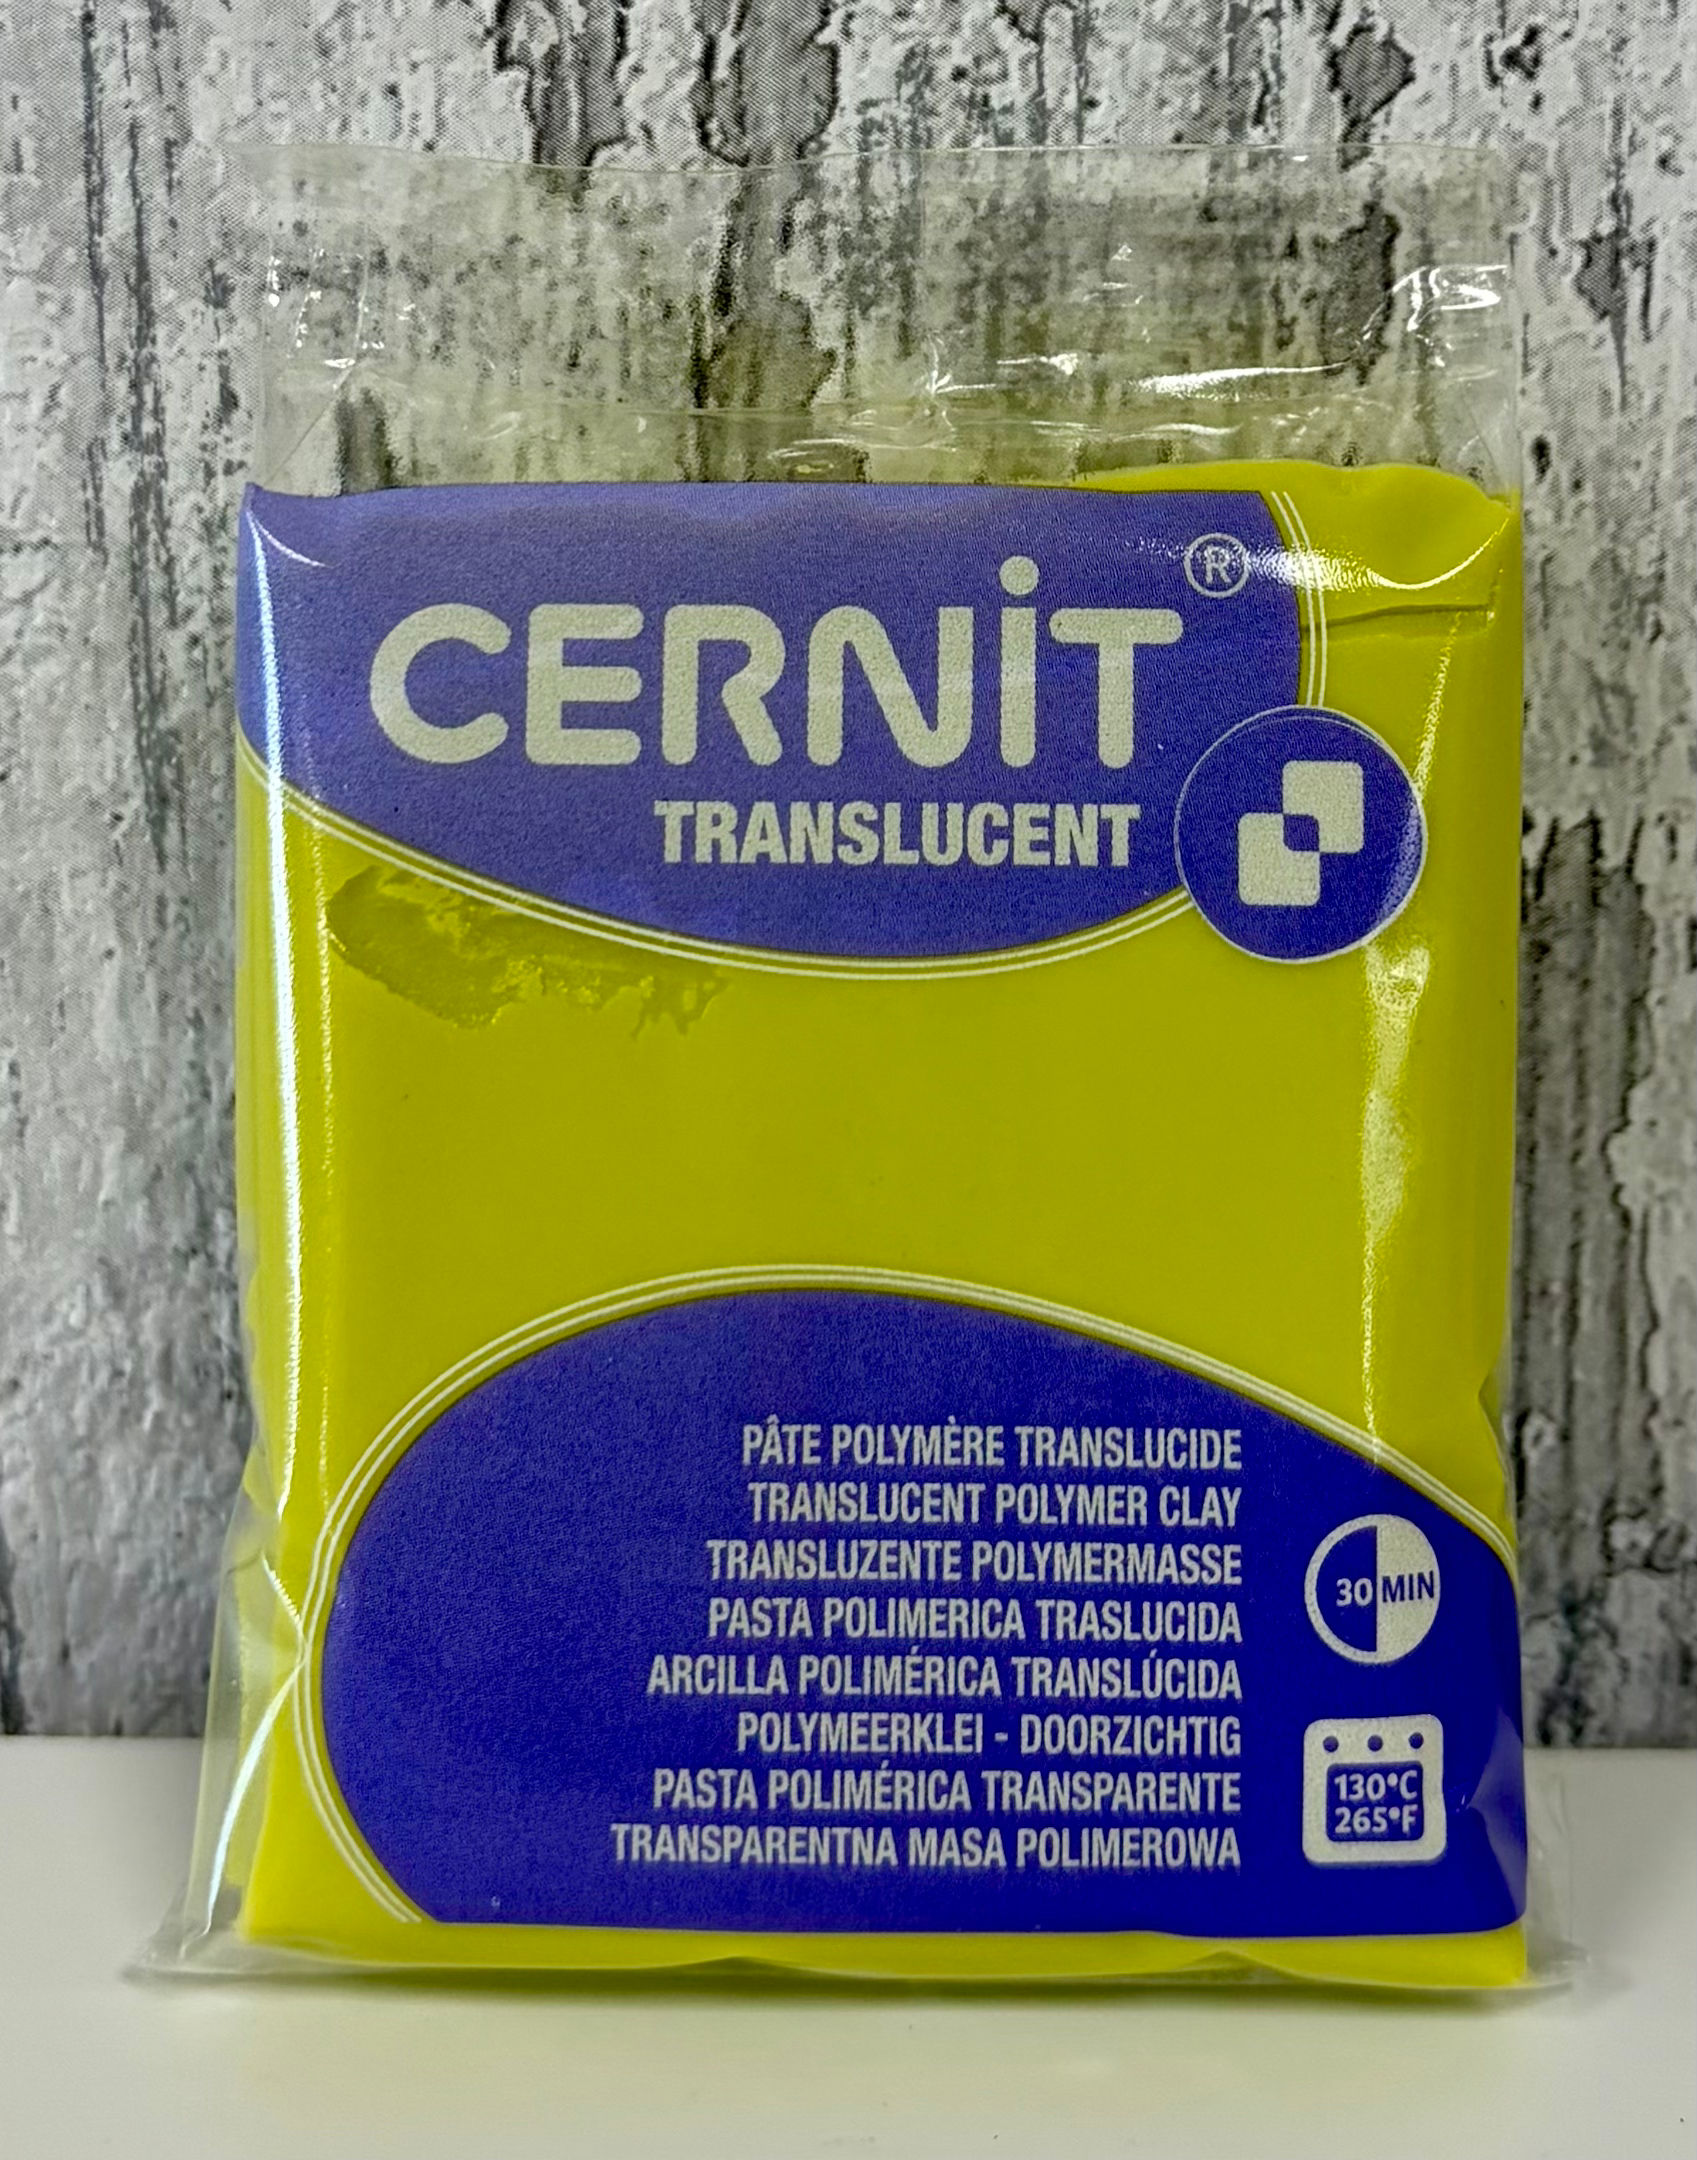 CERNiT®
TRANSLUCENT
PÂTE POLYMÈRE TRANSLUCIDE
TRANSLUCENT POLYMER CLAY
TRANSLUZENTE POLYMERMASSE
PASTA POLIMERICA TRASLUCIDA
ARCILLA POLIMÉRICA TRANSLÚCIDA
POLYMEERKLEI - DOORZICHTIG
PASTA POLIMÉRICA TRANSPARENTE
TRANSPARENTNA MASA POLIMEROWA
30 MIN
130°C
265°F